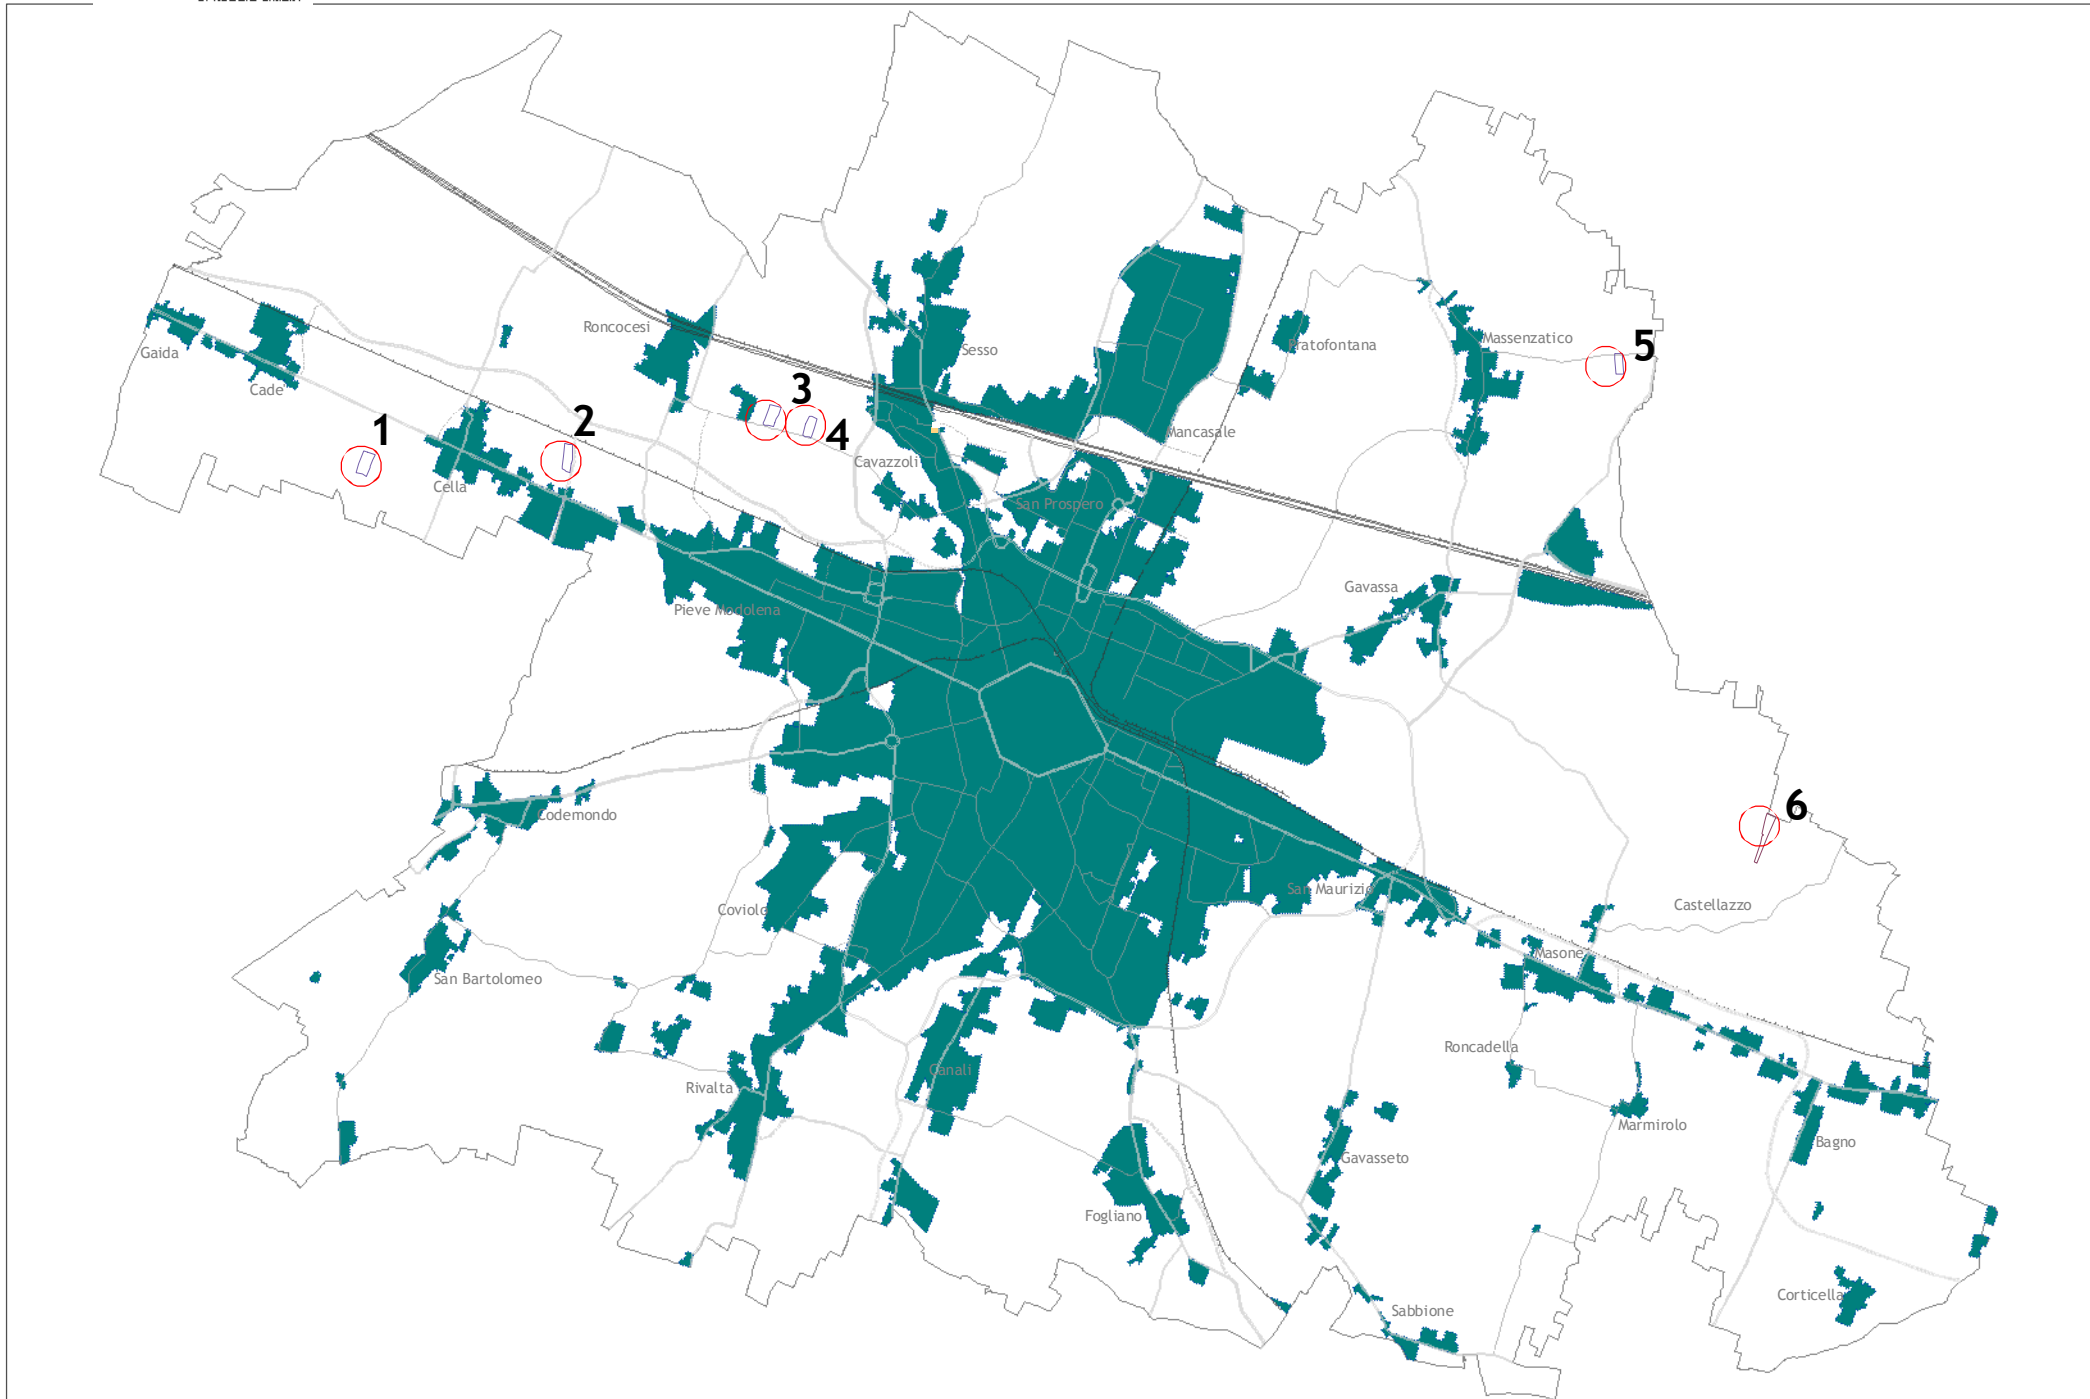 Roncocesi
Gaida
Cade
Sesso
Pratofontana
Massenzatico
5
3
1
2
4
Mancasale
Cavazzoli
Cella
San Prospero
Gavassa
Pieve Modolena
6
Codemondo
San Maurizio
Castellazzo
Coviolo
Masone
San Bartolomeo
Roncadella
Canali
Rivalta
Marmirolo
Bagno
Gavasseto
Fogliano
Corticella
Sabbione